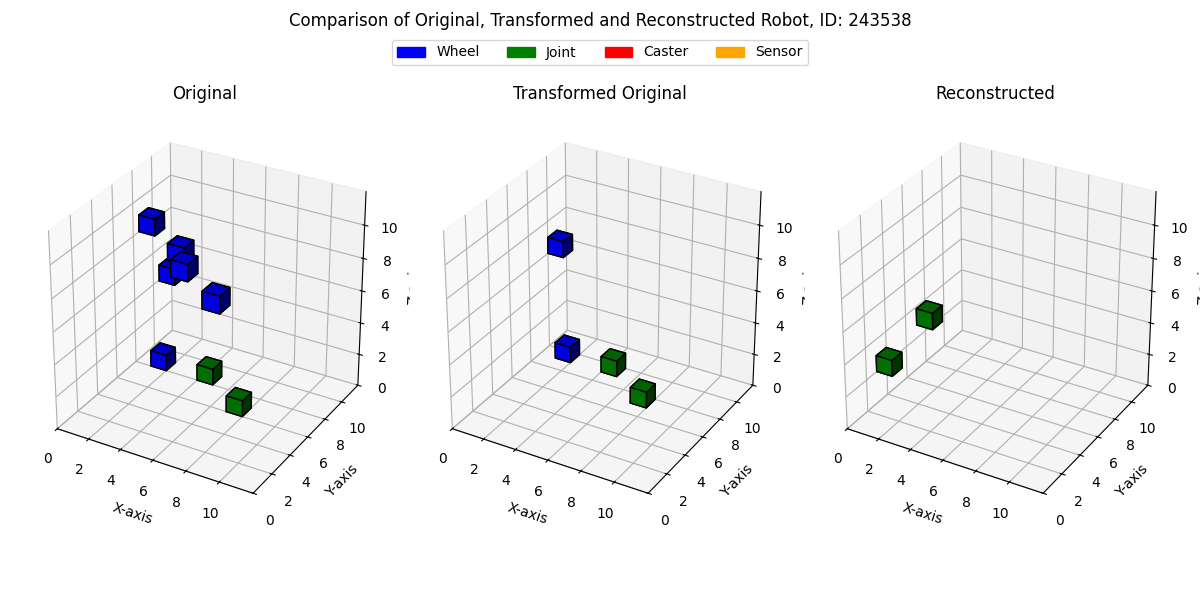 Comparison of Original, Transformed and Reconstructed Robot, ID: 243538
Wheel Joint Caster Sensor
Original
Transformed Original
Reconstructed
0 2 4 6 8 10
X-axis
0 2 4 6 8 10
Y-axis
0 2 4 6 8 10
0 2 4 6 8 10
X-axis
0 2 4 6 8 10
Y-axis
0 2 4 6 8 10
0 2 4 6 8 10
X-axis
0 2 4 6 8 10
Y-axis
0 2 4 6 8 10